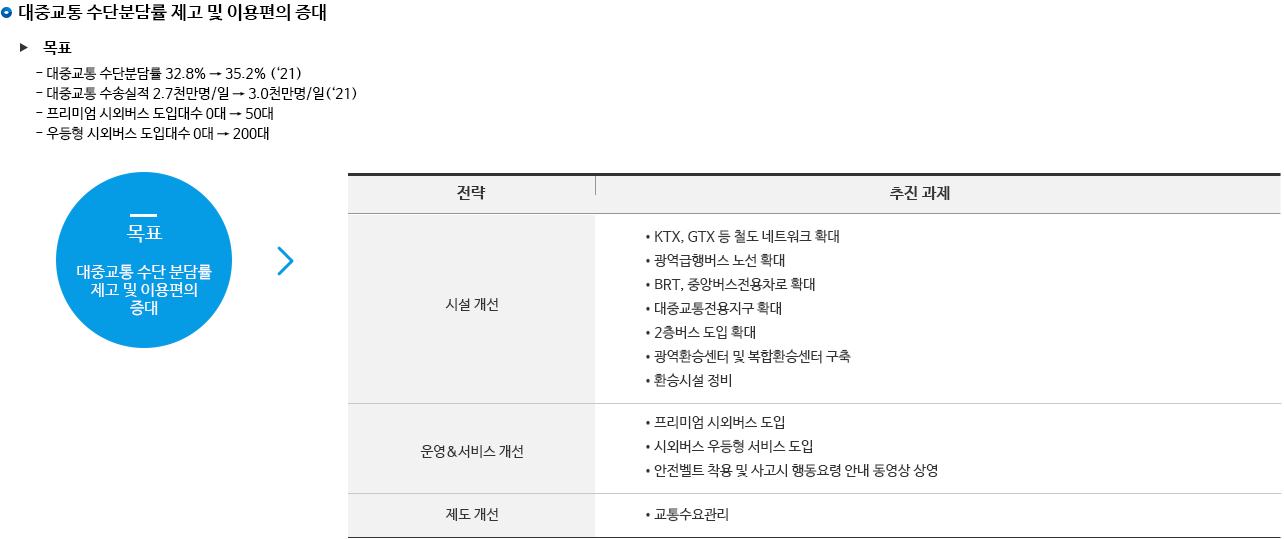 대중교통 수단분담률 제고 및 이용편의 증대
▶ 목표
- 대중교통 수단분담률 32.8% → 35.2% (‘21)
- 대중교통 수송실적 2.7천만명/일 → 3.0천만명/일(‘21)
- 프리미엄 시외버스 도입대수 0대 → 50대
- 우등형 시외버스 도입대수 0대 → 200대
목표
대중교통 수단 분담률
제고 및 이용편의
증대
전략
추진 과제
시설 개선
• KTX, GTX 등 철도 네트워크 확대
• 광역급행버스 노선 확대
• BRT, 중앙버스전용차로 확대
• 대중교통전용지구 확대
• 2층버스 도입 확대
• 광역환승센터 및 복합환승센터 구축
• 환승시설 정비
운영&서비스 개선
• 프리미엄 시외버스 도입
• 시외버스 우등형 서비스 도입
• 안전벨트 착용 및 사고시 행동요령 안내 동영상 상영
제도 개선
• 교통수요관리